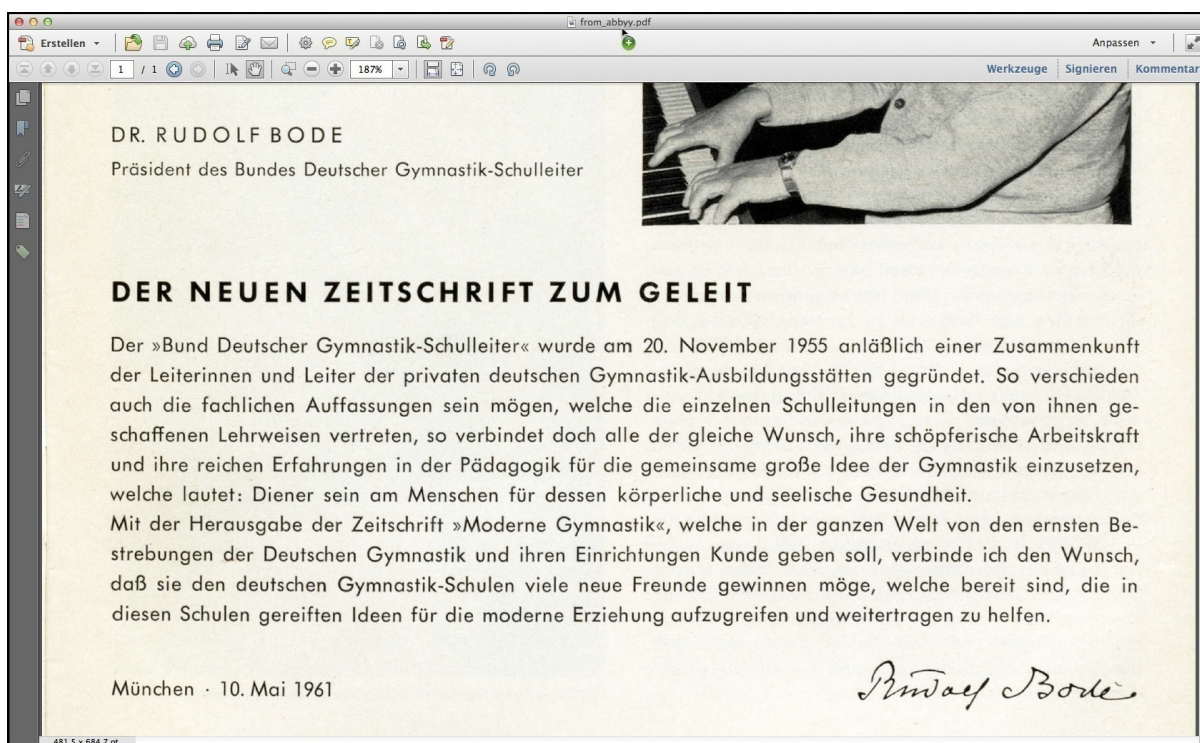 from_abbyy.pdf
Erstellen
Anpassen
1 / 1
187%
Werkzeuge Signieren Kommentar
DR. RUDOLF BODE
Präsident des Bundes Deutscher Gymnastik-Schulleiter
DER NEUEN ZEITSCHRIFT ZUM GELEIT
Der »Bund Deutscher Gymnastik-Schulleiter« wurde am 20. November 1955 anläßlich einer Zusammenkunft
der Leiterinnen und Leiter der privaten deutschen Gymnastik-Ausbildungsstätten gegründet. So verschieden
auch die fachlichen Auffassungen sein mögen, welche die einzelnen Schulleitungen in den von ihnen ge-
schaffenen Lehrweisen vertreten, so verbindet doch alle der gleiche Wunsch, ihre schöpferische Arbeitskraft
und ihre reichen Erfahrungen in der Pädagogik für die gemeinsame große Idee der Gymnastik einzusetzen,
welche lautet: Diener sein am Menschen für dessen körperliche und seelische Gesundheit.
Mit der Herausgabe der Zeitschrift »Moderne Gymnastik«, welche in der ganzen Welt von den ernsten Be-
strebungen der Deutschen Gymnastik und ihren Einrichtungen Kunde geben soll, verbinde ich den Wunsch,
daß sie den deutschen Gymnastik-Schulen viele neue Freunde gewinnen möge, welche bereit sind, die in
diesen Schulen gereiften Ideen für die moderne Erziehung aufzugreifen und weitertragen zu helfen.
München · 10. Mai 1961
Rudolf Bode
481,5 x 684,7 pt